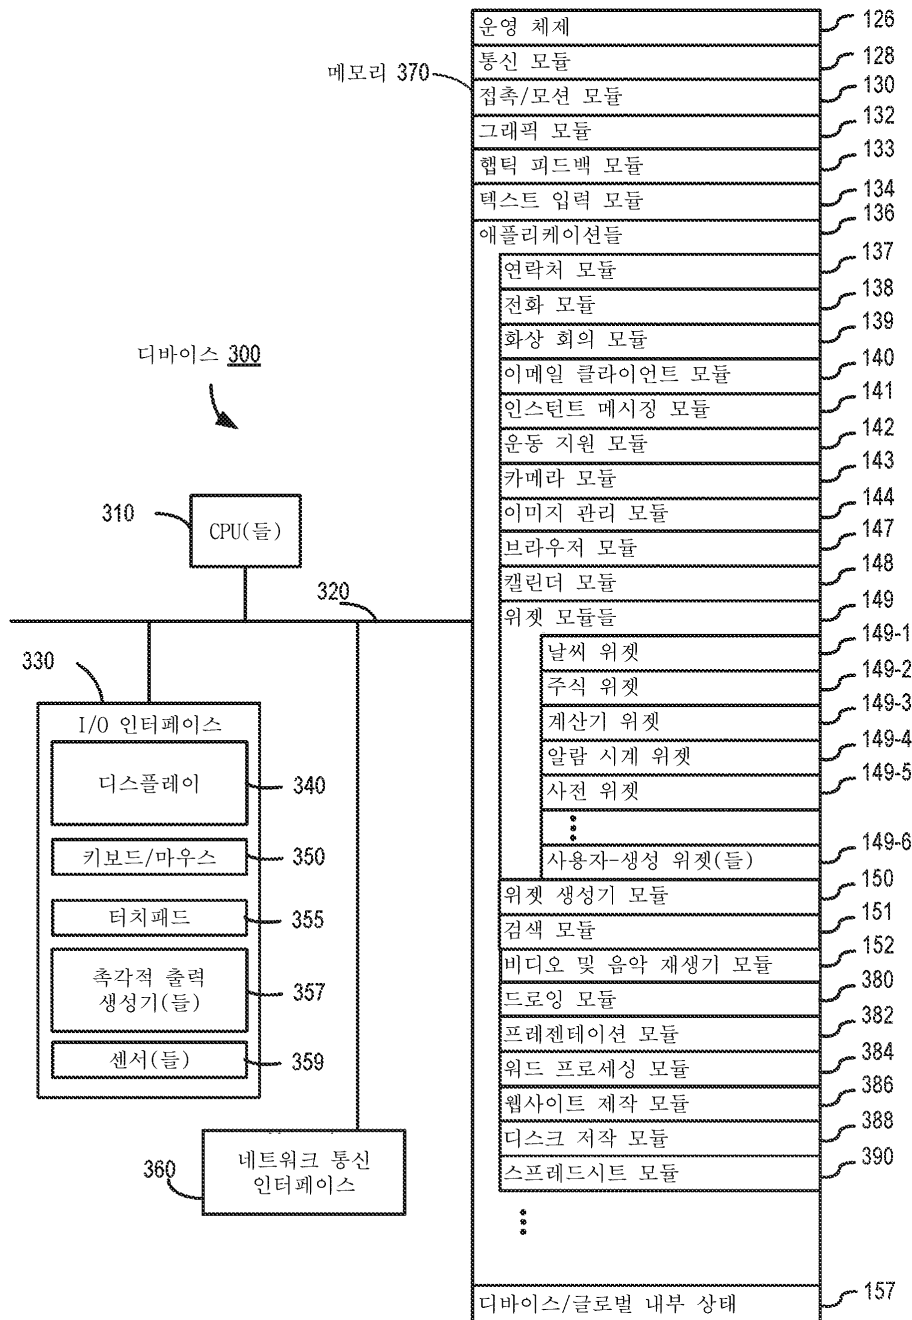 디바이스 300
310
CPU(들)
320
330
I/O 인터페이스
디스플레이
340
키보드/마우스
350
터치패드
355
촉각적 출력
생성기(들)
357
센서(들)
359
360
네트워크 통신
인터페이스
메모리 370
운영 체제 126
통신 모듈 128
접촉/모션 모듈 130
그래픽 모듈 132
햅틱 피드백 모듈 133
텍스트 입력 모듈 134
애플리케이션들 136
연락처 모듈 137
전화 모듈 138
화상 회의 모듈 139
이메일 클라이언트 모듈 140
인스턴트 메시징 모듈 141
운동 지원 모듈 142
카메라 모듈 143
이미지 관리 모듈 144
브라우저 모듈 147
캘린더 모듈 148
위젯 모듈들 149
날씨 위젯 149-1
주식 위젯 149-2
계산기 위젯 149-3
알람 시계 위젯 149-4
사전 위젯 149-5
사용자-생성 위젯(들) 149-6
위젯 생성기 모듈 150
검색 모듈 151
비디오 및 음악 재생기 모듈 152
드로잉 모듈 380
프레젠테이션 모듈 382
워드 프로세싱 모듈 384
웹사이트 제작 모듈 386
디스크 저작 모듈 388
스프레드시트 모듈 390
디바이스/글로벌 내부 상태 157